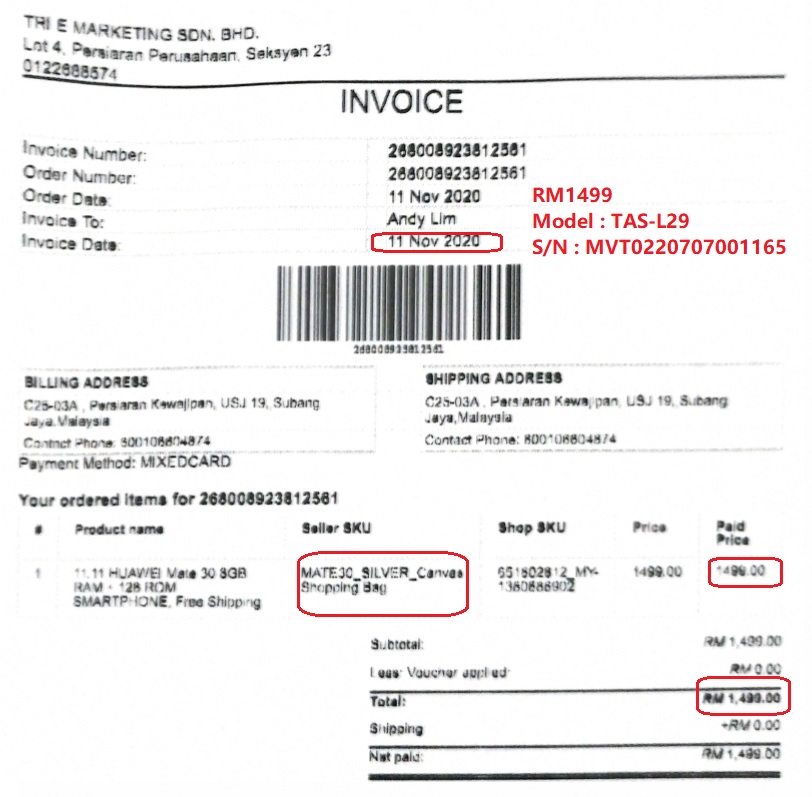 TRI E MARKETING SDN. BHD.
Lot 4, Persiaran Perusahaan, Seksyen 23
0122688574
INVOICE
Invoice Number: 268008923812561
Order Number: 268008923812561
Order Date: 11 Nov 2020
Invoice To: Andy Lim
Invoice Date: 11 Nov 2020
RM1499
Model : TAS-L29
S/N : MVT0220707001165
268008923812561
BILLING ADDRESS
C25-03A , Persiaran Kewajipan, USJ 19, Subang
Jaya,Malaysia
Contact Phone: 600106604874
SHIPPING ADDRESS
C25-03A , Persiaran Kewajipan, USJ 19, Subang
Jaya,Malaysia
Contact Phone: 600106604874
Payment Method: MIXEDCARD
Your ordered items for 268008923812561
# Product name Seller SKU Shop SKU Price Paid Price
1 11.11 HUAWEI Mate 30 8GB MATE30_SILVER_Canvas 651802812_MY- 1499.00 1499.00
RAM + 128 ROM Shopping Bag 1380886902
SMARTPHONE, Free Shipping
Subtotal: RM 1,499.00
Less: Voucher applied: RM 0.00
Total: RM 1,499.00
Shipping +RM 0.00
Net paid: RM 1,499.00